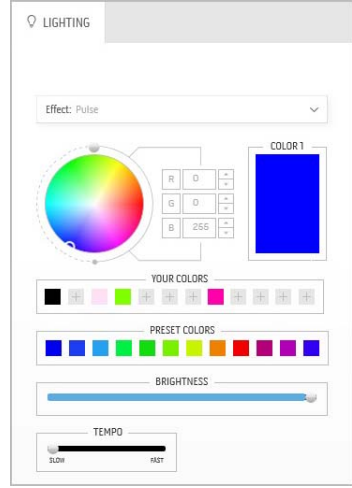 LIGHTING
Effect: Pulse
COLOR 1
R 0
G 0
B 255
YOUR COLORS
PRESET COLORS
BRIGHTNESS
TEMPO
SLOW FAST